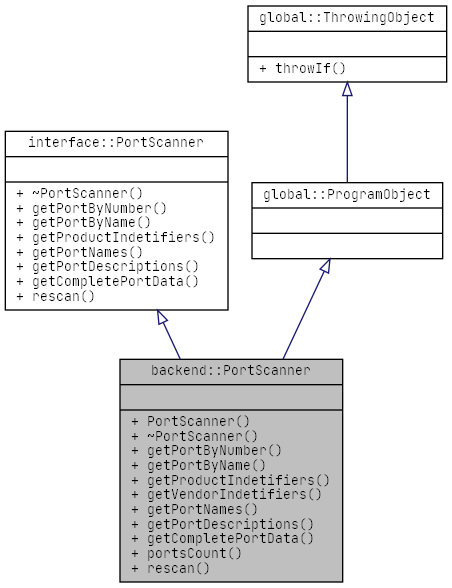 global::ThrowingObject
+ throwIf()
interface::PortScanner
+ ~PortScanner()
+ getPortByNumber()
+ getPortByName()
+ getProductIndetifiers()
+ getPortNames()
+ getPortDescriptions()
+ getCompletePortData()
+ rescan()
global::ProgramObject
backend::PortScanner
+ PortScanner()
+ ~PortScanner()
+ getPortByNumber()
+ getPortByName()
+ getProductIndetifiers()
+ getVendorIndetifiers()
+ getPortNames()
+ getPortDescriptions()
+ getCompletePortData()
+ portsCount()
+ rescan()